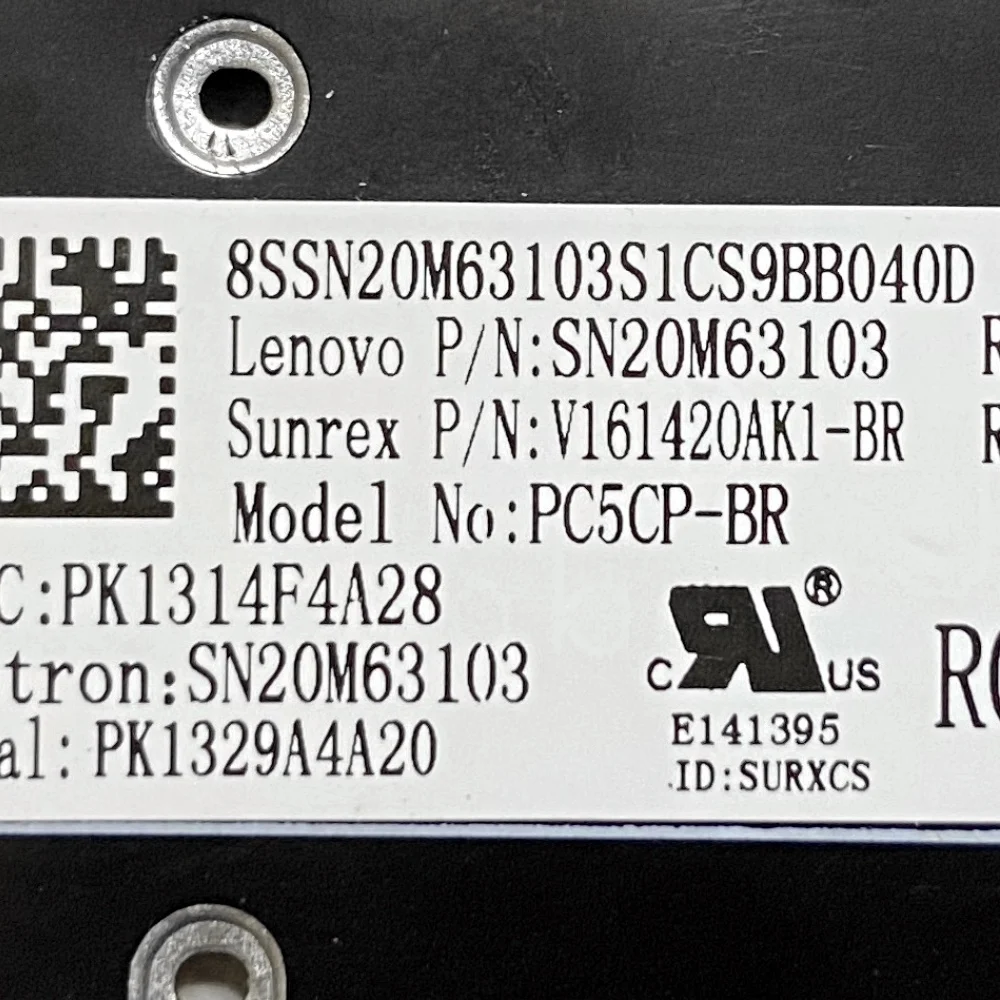 8SSN20M63103S1CS9BB040D
Lenovo P/N:SN20M63103 R
Sunrex P/N:V161420AK1-BR R
Model No:PC5CP-BR
C:PK1314F4A28
tron:SN20M63103
al: PK1329A4A20
R
c US ®
E141395
ID:SURXCS